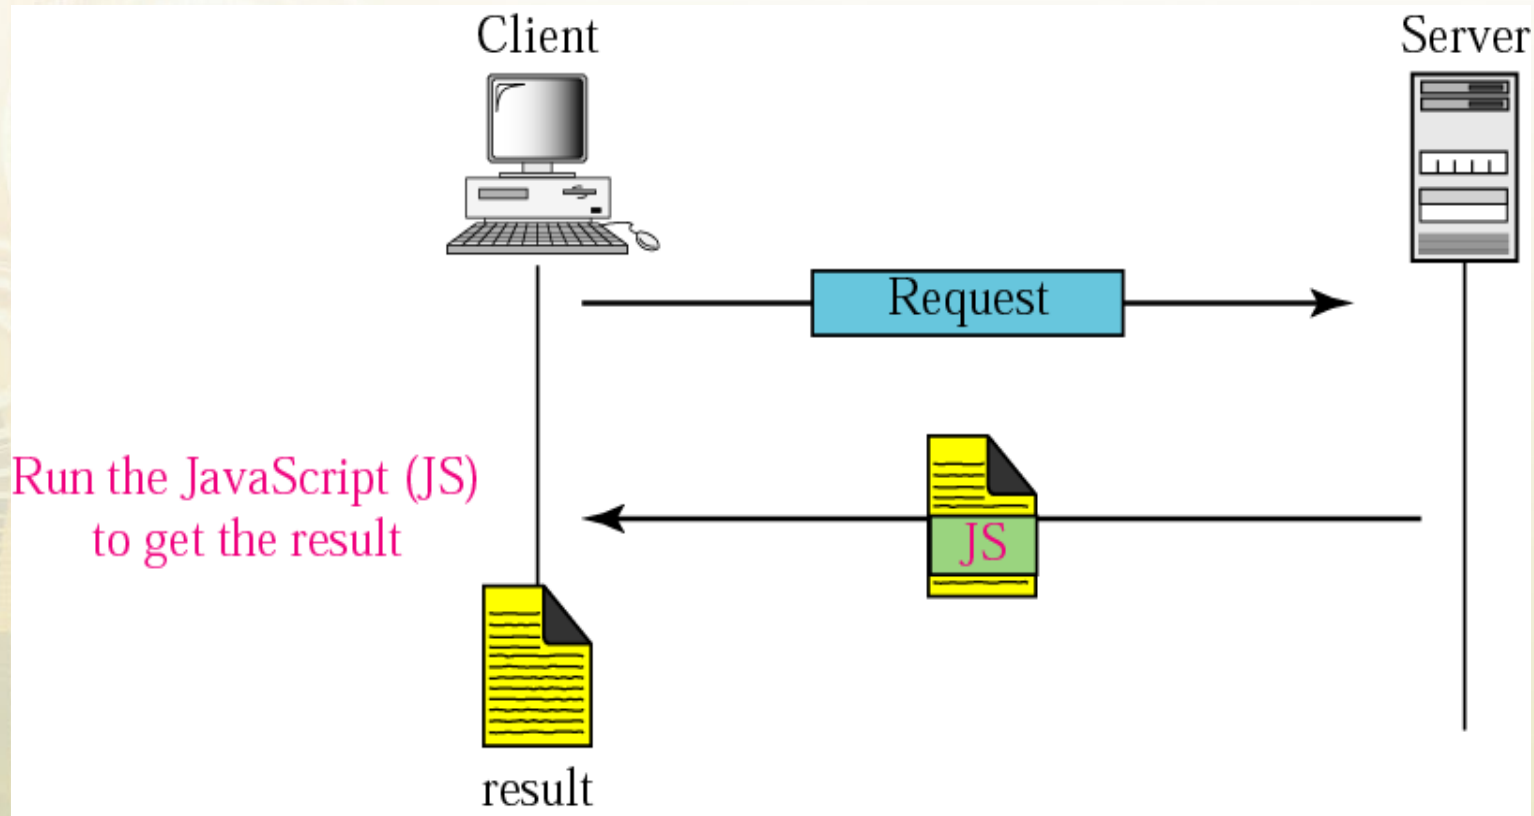 Client
Server
Request
Run the JavaScript (JS)
to get the result
JS
result